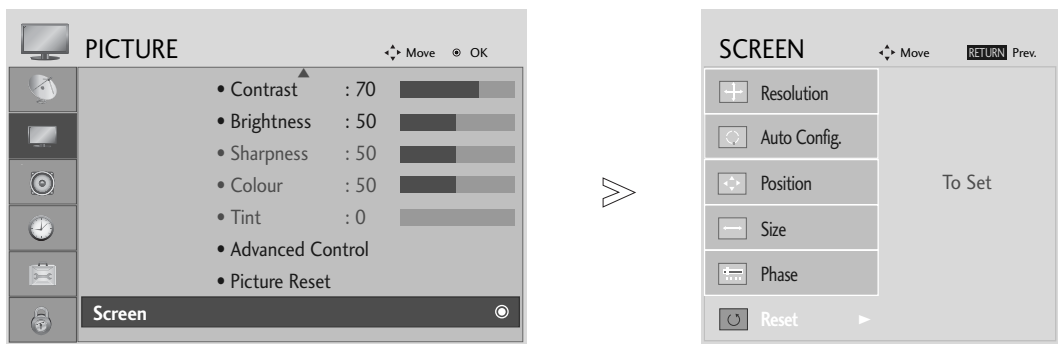 PICTURE
Move OK
• Contrast : 70
• Brightness : 50
• Sharpness : 50
• Colour : 50
• Tint : 0
• Advanced Control
• Picture Reset
Screen
SCREEN
Move RETURN Prev.
Resolution
Auto Config.
Position
Size
Phase
Reset
To Set